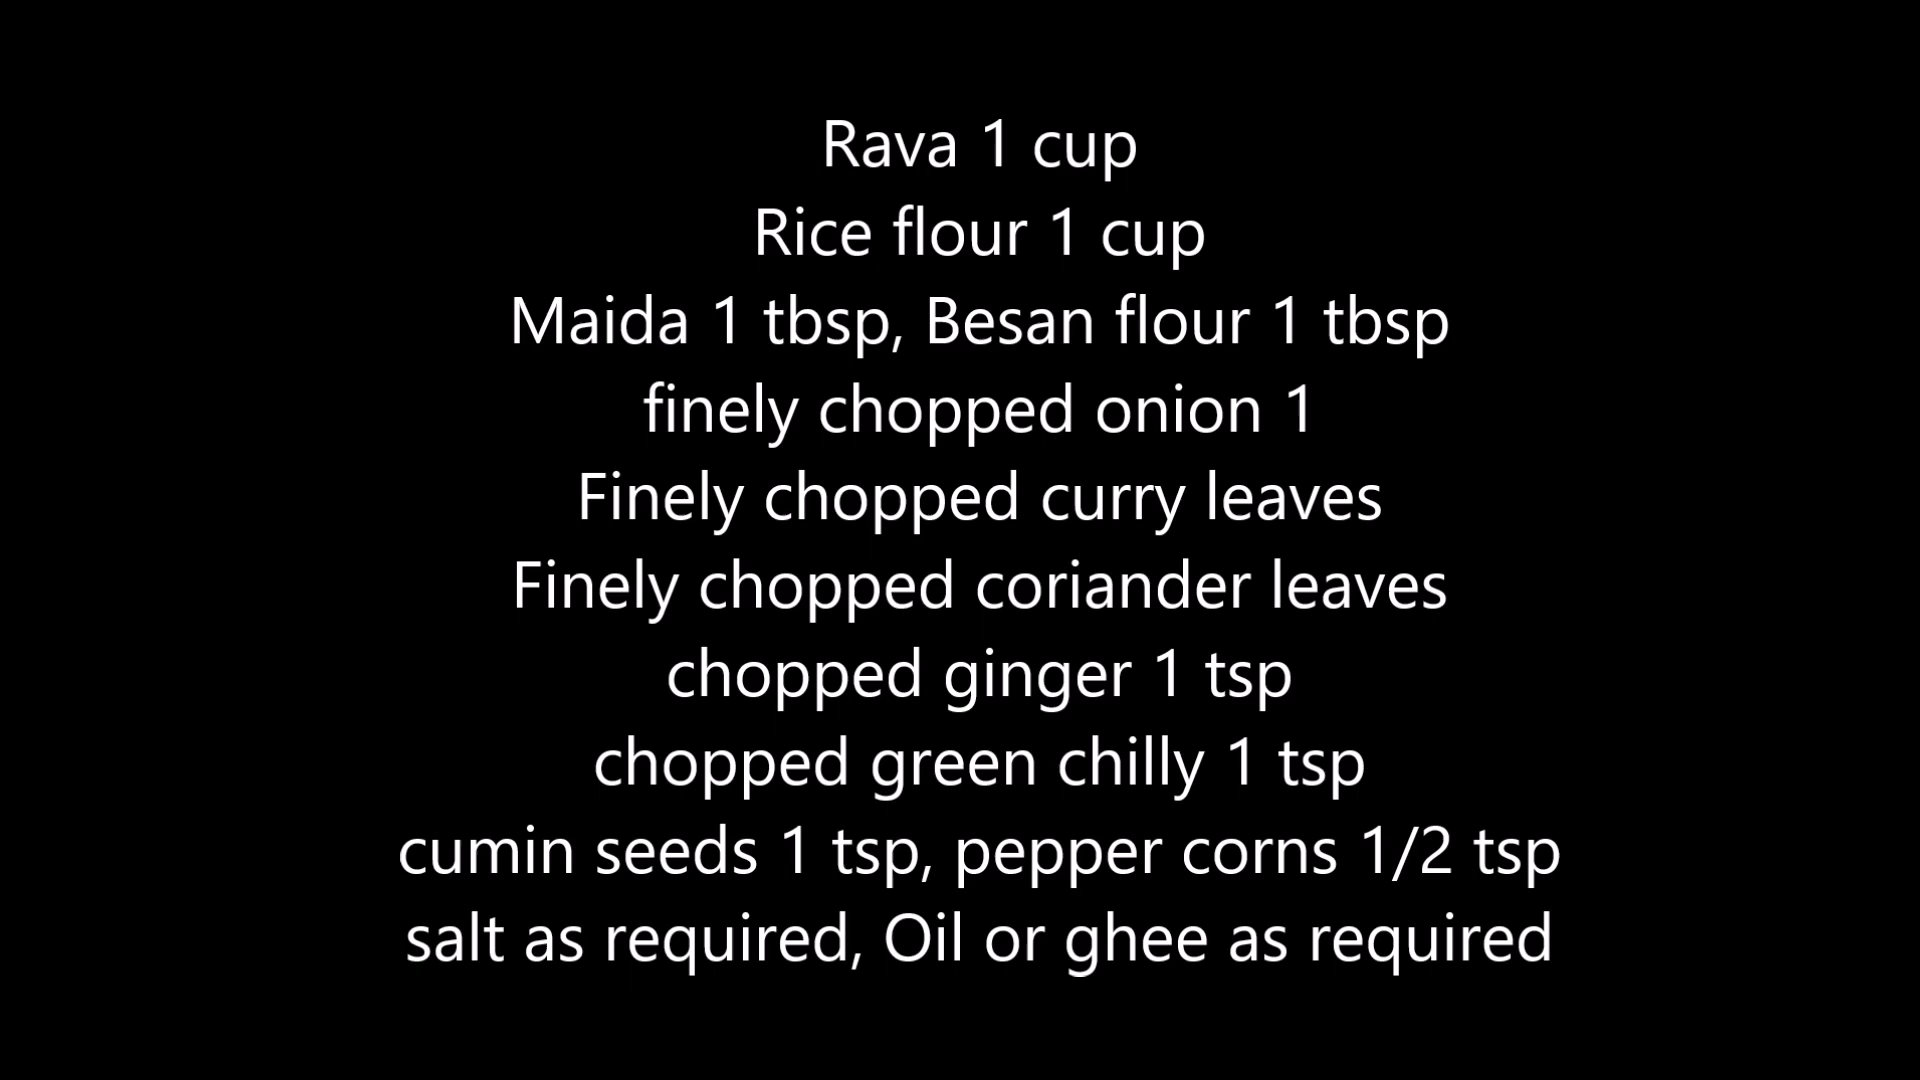 Rava 1 cup
Rice flour 1 cup
Maida 1 tbsp, Besan flour 1 tbsp
finely chopped onion 1
Finely chopped curry leaves
Finely chopped coriander leaves
chopped ginger 1 tsp
chopped green chilly 1 tsp
cumin seeds 1 tsp, pepper corns 1/2 tsp
salt as required, Oil or ghee as required